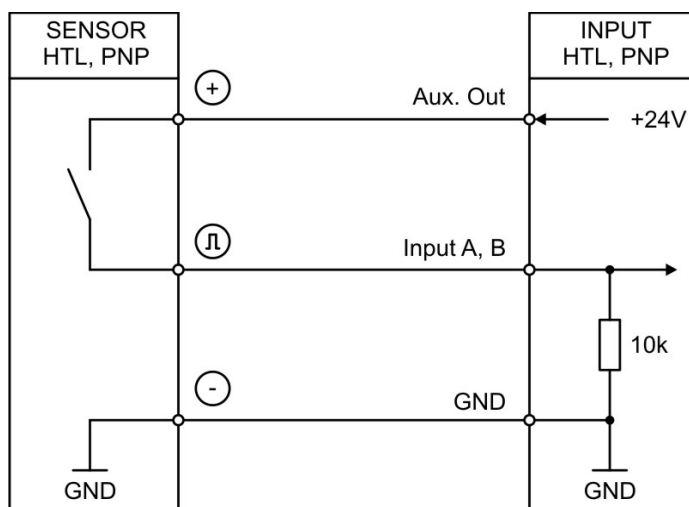 SENSOR
HTL, PNP
INPUT
HTL, PNP
+
Aux. Out
+24V
Input A, B
10k
-
GND
GND
GND